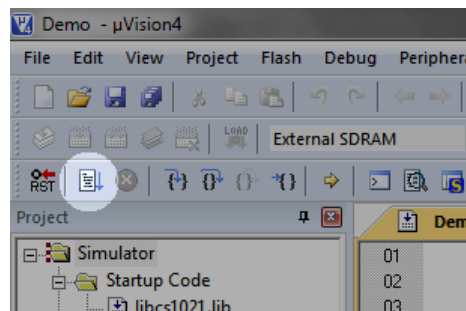 Demo - µVision4
File Edit View Project Flash Debug Peripher
LOAD
External SDRAM
RST
Project
Dem
Simulator
01
Startup Code
02
libcs1021.lib
03